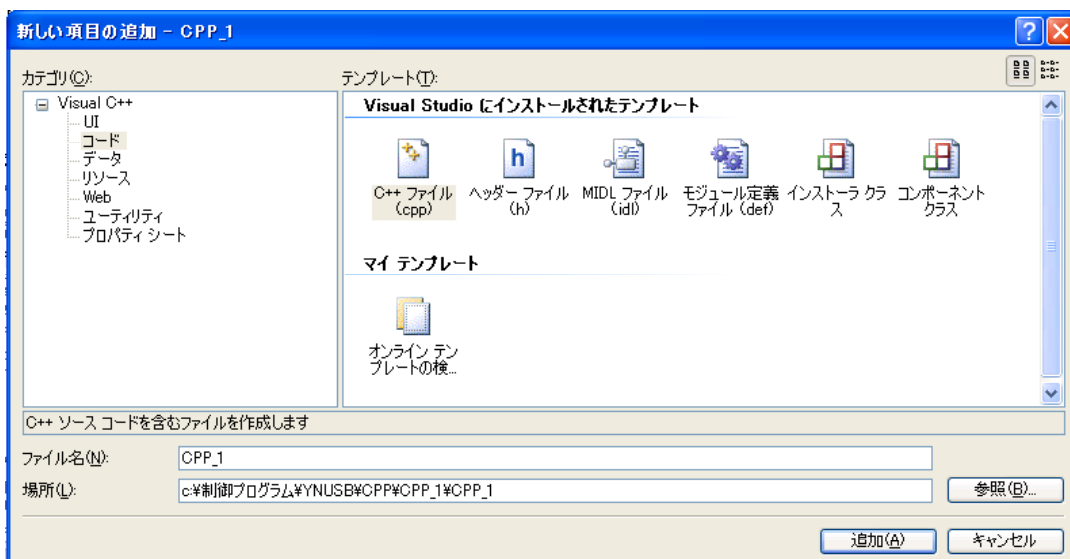 新しい項目の追加 - CPP_1
カテゴリ(C):
テンプレート(T):
Visual C++
UI
コード
データ
リソース
Web
ユーティリティ
プロパティ シート
Visual Studio にインストールされたテンプレート
C++ ファイル
(cpp)
ヘッダー ファイル
(h)
MIDL ファイル
(idl)
モジュール定義
ファイル (def)
インストーラ クラ
ス
コンポーネント
クラス
マイ テンプレート
オンライン テン
プレートの検...
C++ ソース コードを含むファイルを作成します
ファイル名(N):
CPP_1
場所(L):
c:¥制御プログラム¥YNUSB¥CPP¥CPP_1¥CPP_1
参照(B)...
追加(A)
キャンセル